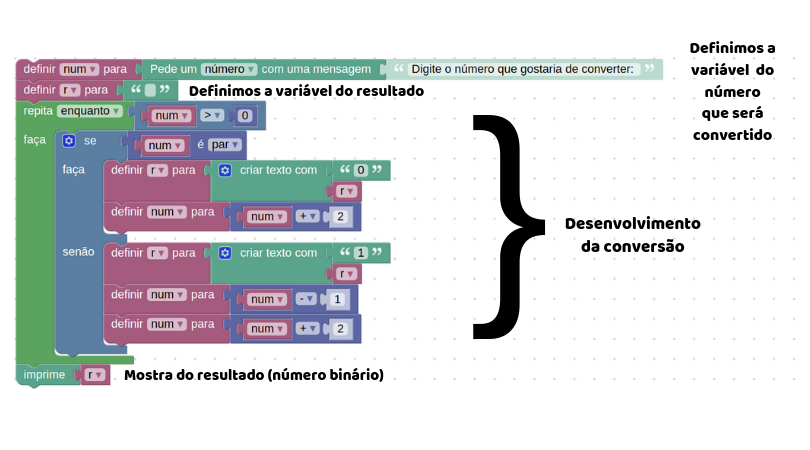 definir num ▾ para Pede um número ▾ com uma mensagem “ Digite o número que gostaria de converter: ”
definir r ▾ para “ ” Definimos a variável do resultado
repita enquanto ▾ num ▾ > ▾ 0
faça se num ▾ é par ▾
faça definir r ▾ para criar texto com “ 0 ”
r ▾
definir num ▾ para num ▾ + ▾ 2
senão definir r ▾ para criar texto com “ 1 ”
r ▾
definir num ▾ para num ▾ - ▾ 1
definir num ▾ para num ▾ + ▾ 2
imprime r ▾ Mostra do resultado (número binário)
Definimos a
variável do
número
que será
convertido
}
Desenvolvimento
da conversão